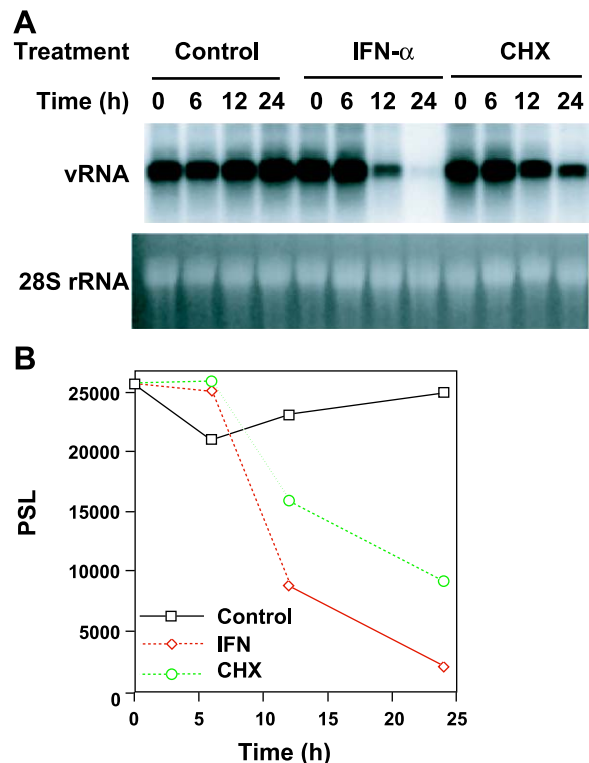 A
Treatment Control IFN-α CHX
Time (h) 0 6 12 24 0 6 12 24 0 6 12 24
vRNA
28S rRNA
B
25000
20000
15000
10000
5000
0
PSL
Control
IFN
CHX
0 5 10 15 20 25
Time (h)